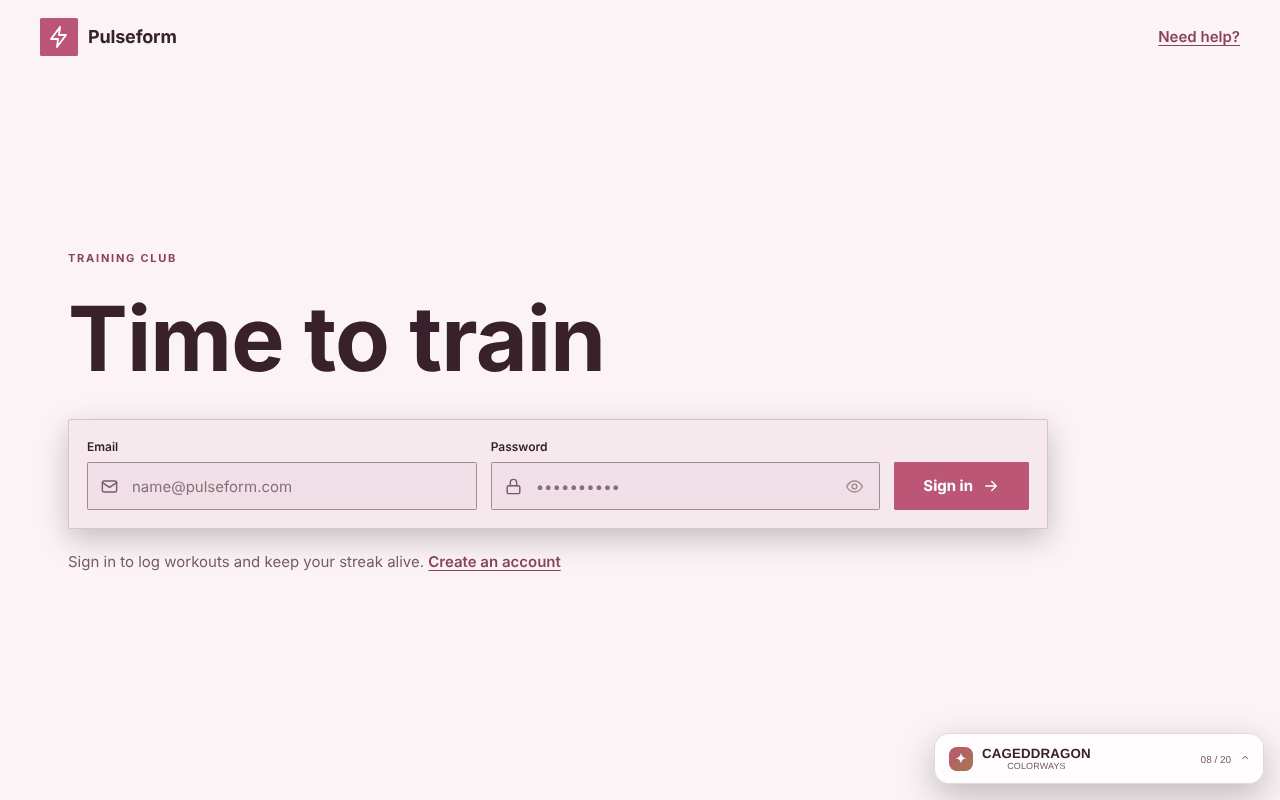 Pulseform
Need help?
TRAINING CLUB
Time to train
Email
Password
name@pulseform.com
••••••••••
Sign in
Sign in to log workouts and keep your streak alive. Create an account
CAGEDDRAGON
COLORWAYS
08 / 20